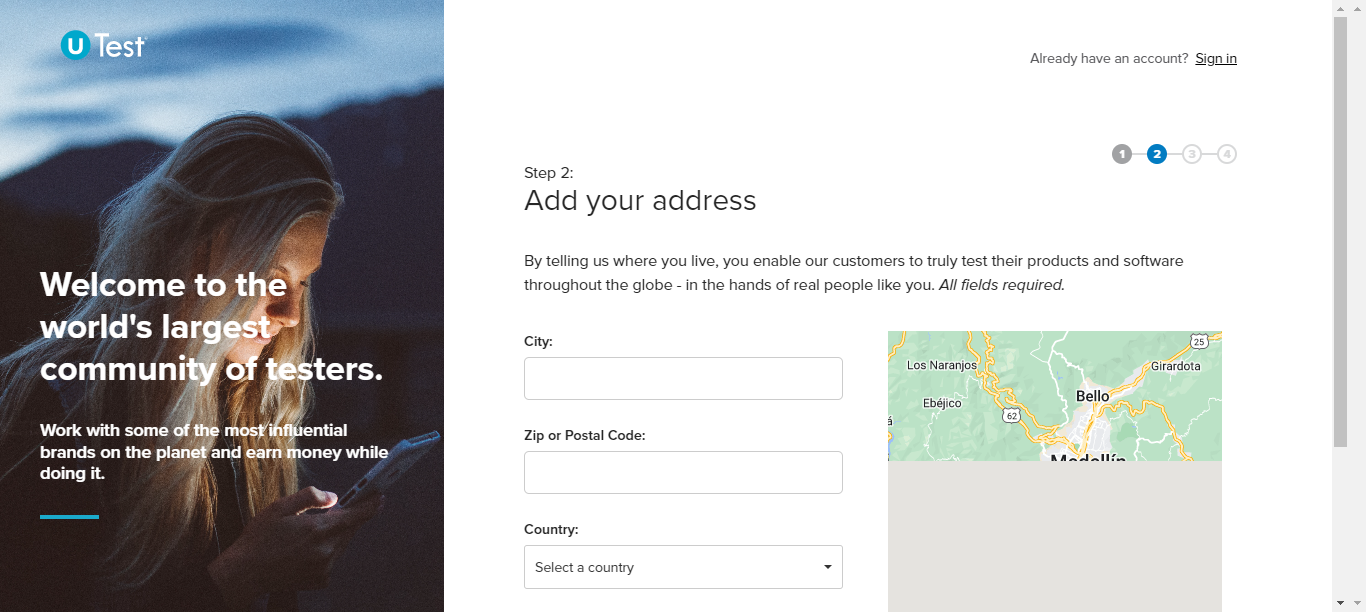 U Test
Already have an account? Sign in
1 2 3 4
Step 2:
Add your address
Welcome to the
world's largest
community of testers.
Work with some of the most influential
brands on the planet and earn money while
doing it.
By telling us where you live, you enable our customers to truly test their products and software
throughout the globe - in the hands of real people like you. All fields required.
City:
Zip or Postal Code:
Country:
Select a country
25
Los Naranjos
Girardota
Ebéjico
Bello
62
á
Medellín